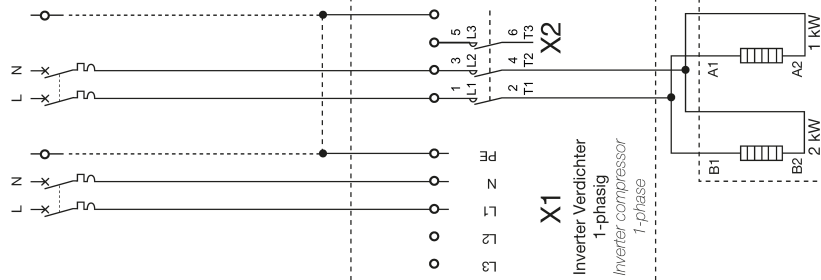 N
L
5
L3
6
T3
3
L2
4
T2
1
L1
2
T1
X2
A1
A2
1 kW
B1
B2
2 kW
N
L
PE
N
L1
L2
L3
X1
Inverter Verdichter
1-phasig
Inverter compressor
1-phase